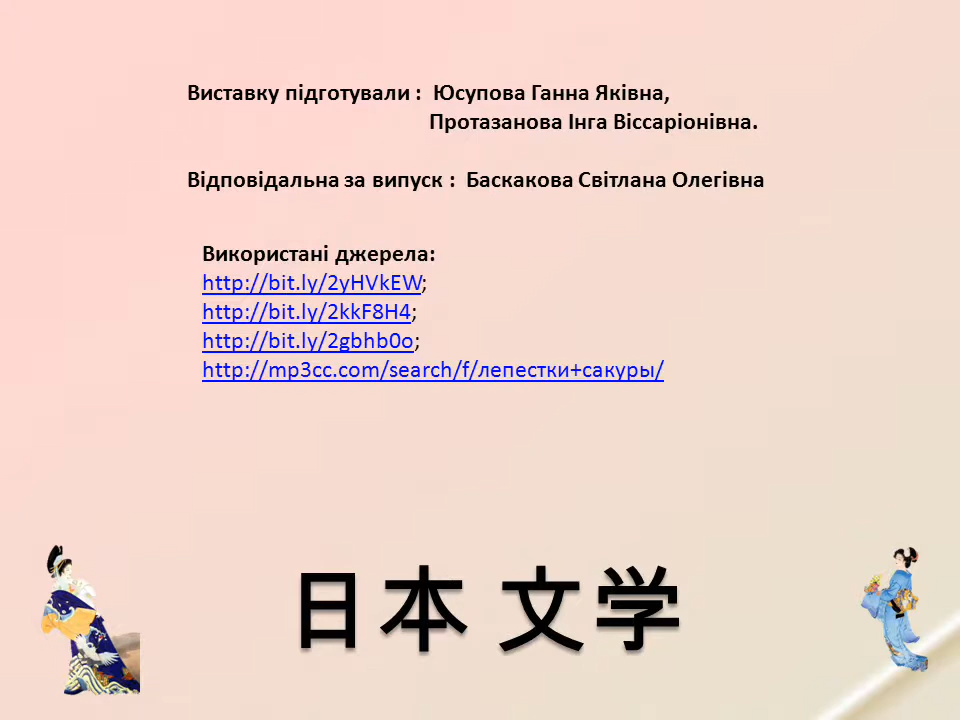 Виставку підготували : Юсупова Ганна Яківна,
Протазанова Інга Віссаріонівна.
Відповідальна за випуск : Баскакова Світлана Олегівна
Використані джерела:
http://bit.ly/2yHVkEW;
http://bit.ly/2kkF8H4;
http://bit.ly/2gbhb0o;
http://mp3cc.com/search/f/лепестки+сакуры/
日本 文学